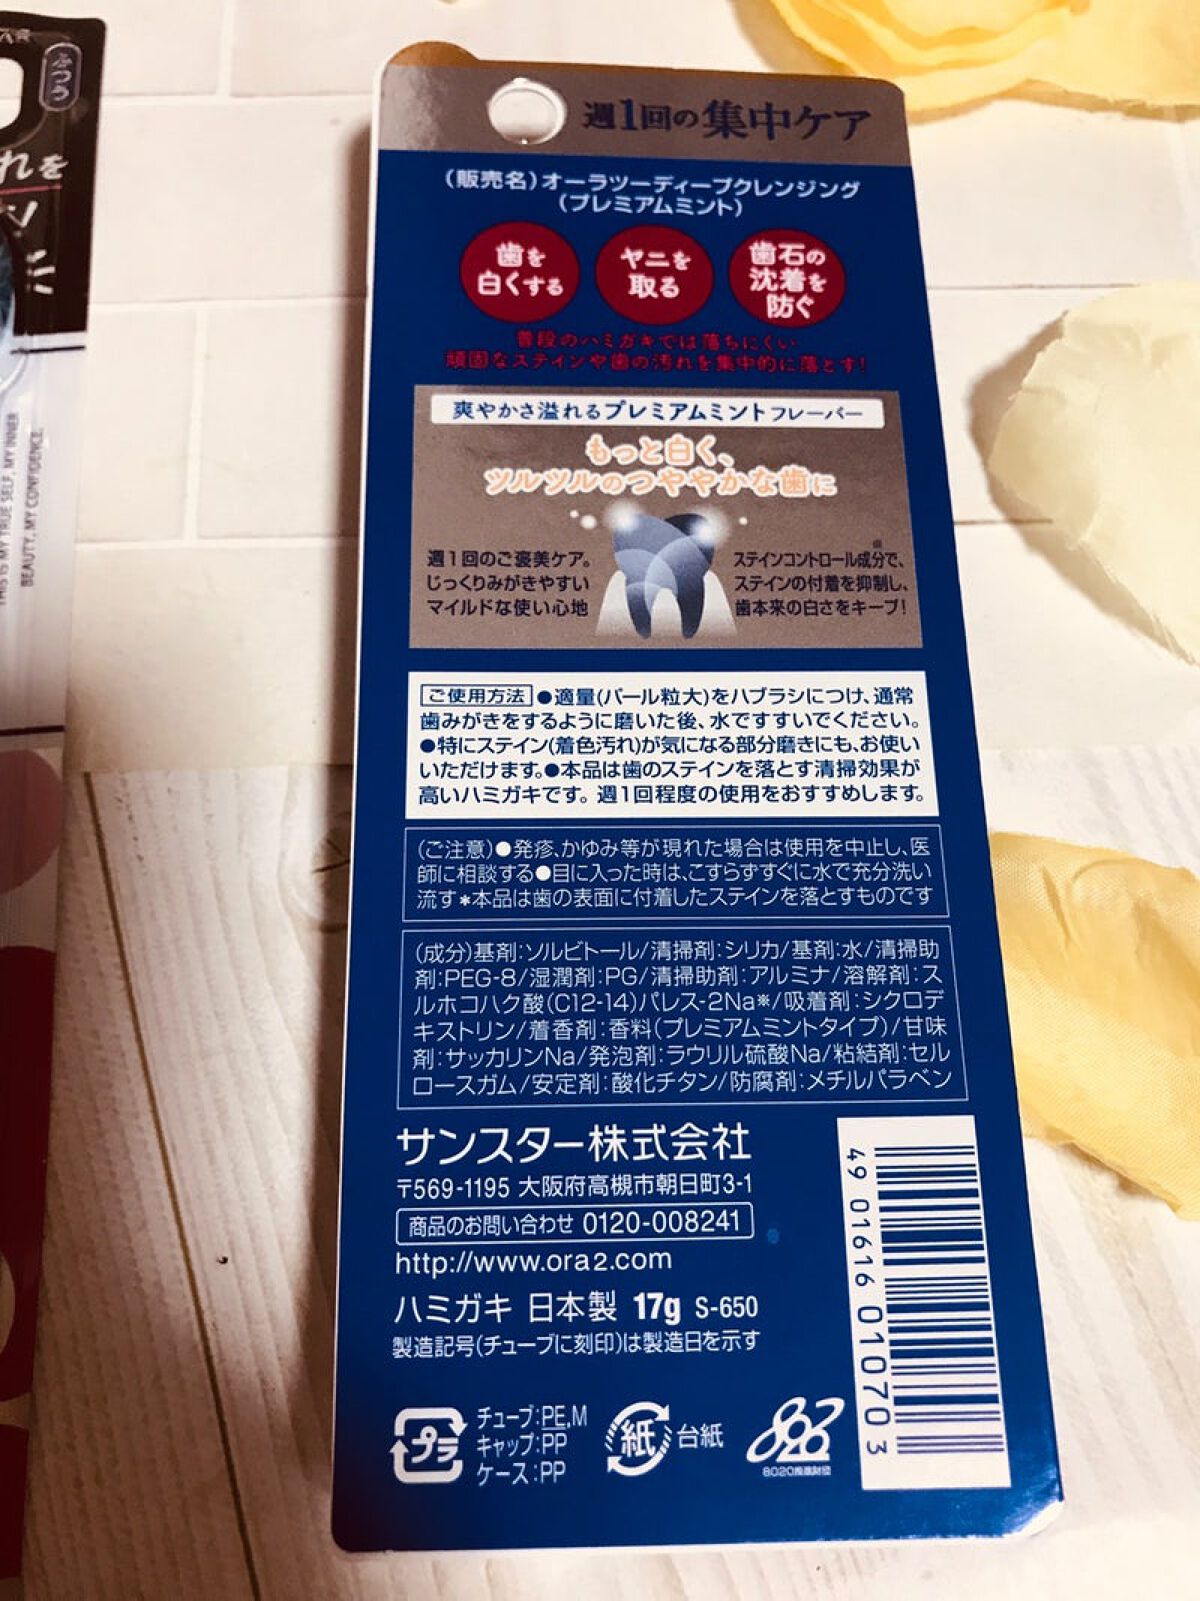 ふつう
れを
THIS IS MY TRUE SELF, MY INNER
BEAUTY, MY CONFIDENCE.
週1回の集中ケア
(販売名)オーラツーディープクレンジング
(プレミアムミント)
歯を
白くする
ヤニを
取る
歯石の
沈着を
防ぐ
普段のハミガキでは落ちにくい
頑固なステインや歯の汚れを集中的に落とす!
爽やかさ溢れるプレミアムミントフレーバー
もっと白く、
ツルツルのつややかな歯に
週1回のご褒美ケア。
じっくりみがきやすい
マイルドな使い心地
ステインコントロール成分※で、
ステインの付着を抑制し、
歯本来の白さをキープ!
ご使用方法 ●適量(パール粒大)をハブラシにつけ、通常
歯みがきをするように磨いた後、水ですすいでください。
●特にステイン(着色汚れ)が気になる部分磨きにも、お使い
いただけます。●本品は歯のステインを落とす清掃効果が
高いハミガキです。週1回程度の使用をおすすめします。
(ご注意)●発疹、かゆみ等が現れた場合は使用を中止し、医
師に相談する●目に入った時は、こすらずすぐに水で充分洗い
流す*本品は歯の表面に付着したステインを落とすものです
(成分)基剤:ソルビトール/清掃剤:シリカ/基剤:水/清掃助
剤:PEG-8/湿潤剤:PG/清掃助剤:アルミナ/溶解剤:ス
ルホコハク酸(C12-14)パレス-2Na※/吸着剤:シクロデ
キストリン/着香剤:香料(プレミアムミントタイプ)/甘味
剤:サッカリンNa/発泡剤:ラウリル硫酸Na/粘結剤:セル
ロースガム/安定剤:酸化チタン/防腐剤:メチルパラベン
サンスター株式会社
〒569-1195 大阪府高槻市朝日町3-1
商品のお問い合わせ 0120-008241
http://www.ora2.com
ハミガキ 日本製 17g S-650
製造記号(チューブに刻印)は製造日を示す
プラ
チューブ:PE,M
キャップ:PP
ケース:PP
紙 台紙
8020
8020推進財団
49 01616 010703